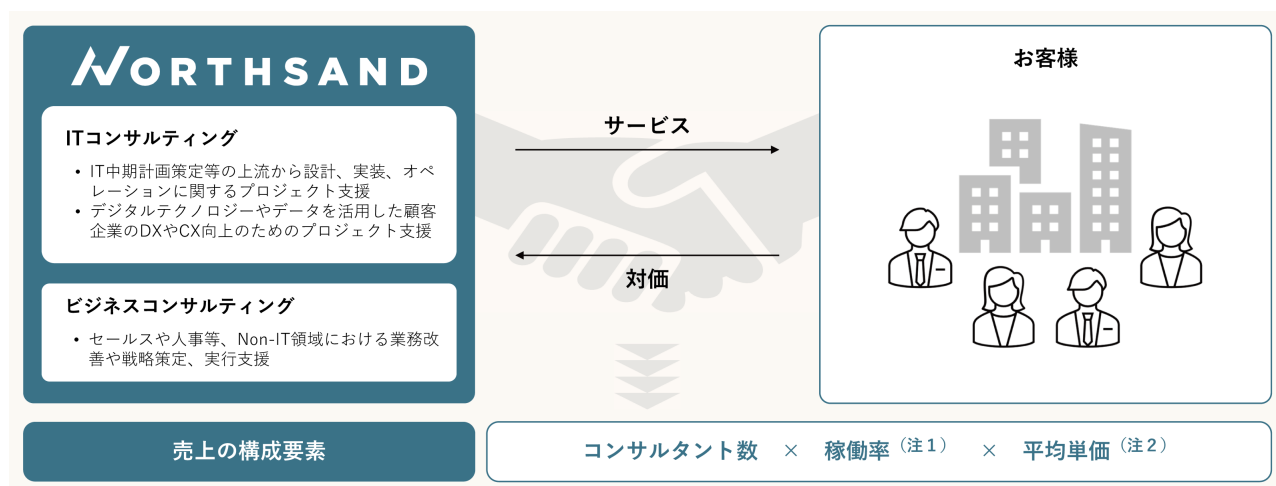 NORTHSAND
ITコンサルティング
• IT中期計画策定等の上流から設計、実装、オペ
レーションに関するプロジェクト支援
• デジタルテクノロジーやデータを活用した顧客
企業のDXやCX向上のためのプロジェクト支援
ビジネスコンサルティング
• セールスや人事等、Non-IT領域における業務改
善や戦略策定、実行支援
サービス
対価
お客様
売上の構成要素
コンサルタント数 × 稼働率（注１） × 平均単価（注２）